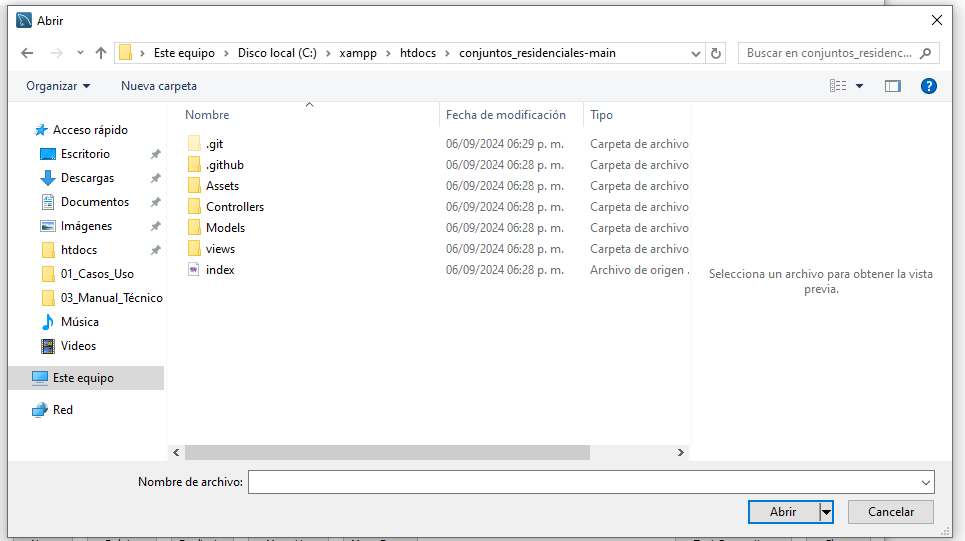 Abrir
Este equipo > Disco local (C:) > xampp > htdocs > conjuntos_residenciales-main
Buscar en conjuntos_residenc...
Organizar
Nueva carpeta
?
Nombre
Fecha de modificación
Tipo
Acceso rápido
Escritorio
Descargas
Documentos
Imágenes
htdocs
01_Casos_Uso
03_Manual_Técnico
Música
Videos
Este equipo
Red
.git 06/09/2024 06:29 p. m. Carpeta de archivo
.github 06/09/2024 06:28 p. m. Carpeta de archivo
Assets 06/09/2024 06:28 p. m. Carpeta de archivo
Controllers 06/09/2024 06:28 p. m. Carpeta de archivo
Models 06/09/2024 06:28 p. m. Carpeta de archivo
views 06/09/2024 06:28 p. m. Carpeta de archivo
index 06/09/2024 06:28 p. m. Archivo de origen .
Selecciona un archivo para obtener la vista
previa.
Nombre de archivo:
Abrir
Cancelar